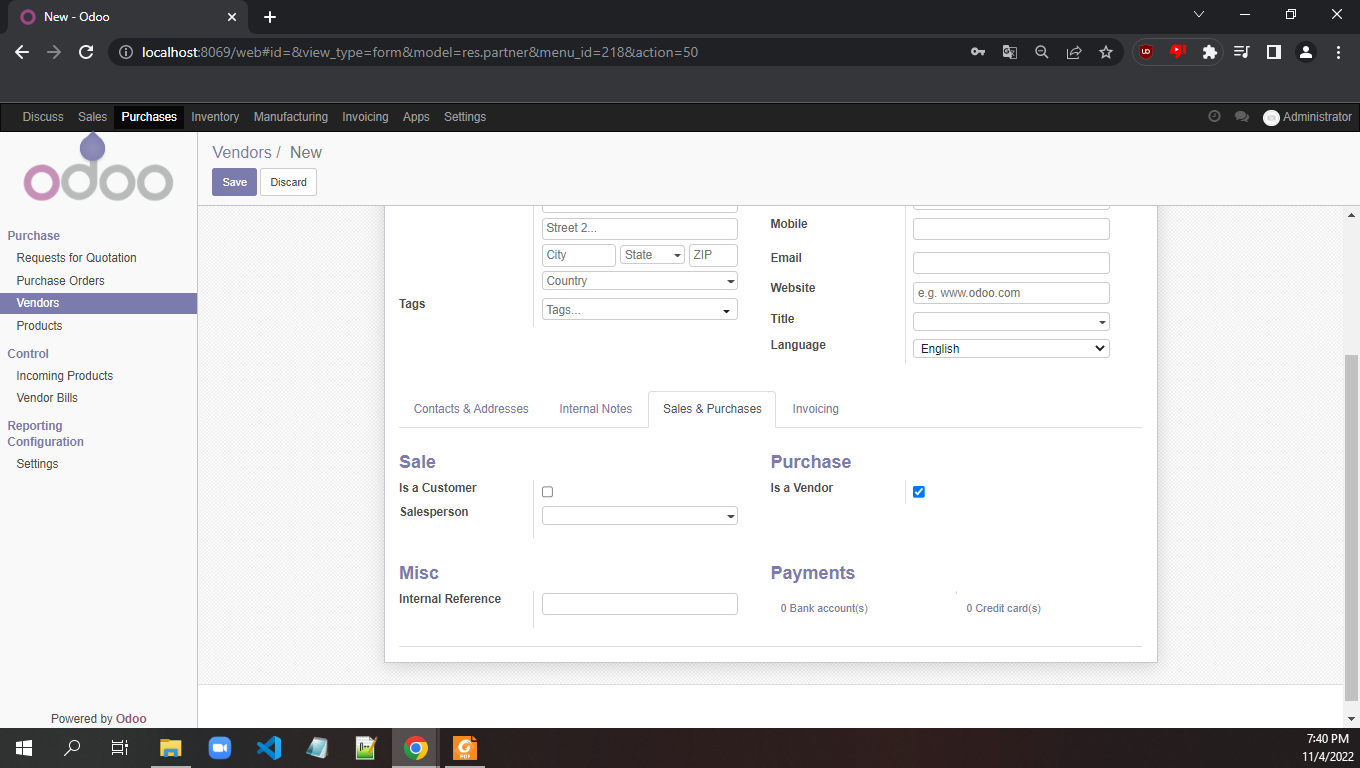 New - Odoo
localhost:8069/web#id=&view_type=form&model=res.partner&menu_id=218&action=50
Discuss Sales Purchases Inventory Manufacturing Invoicing Apps Settings Administrator
odoo
Vendors / New
Save Discard
Purchase
Requests for Quotation
Purchase Orders
Vendors
Products
Control
Incoming Products
Vendor Bills
Reporting
Configuration
Settings
Powered by Odoo
Street 2...
City State ZIP
Country
Tags Tags...
Mobile
Email
Website e.g. www.odoo.com
Title
Language English
Contacts & Addresses Internal Notes Sales & Purchases Invoicing
Sale
Is a Customer
Salesperson
Purchase
Is a Vendor
Misc
Internal Reference
Payments
0 Bank account(s) 0 Credit card(s)
7:40 PM
11/4/2022